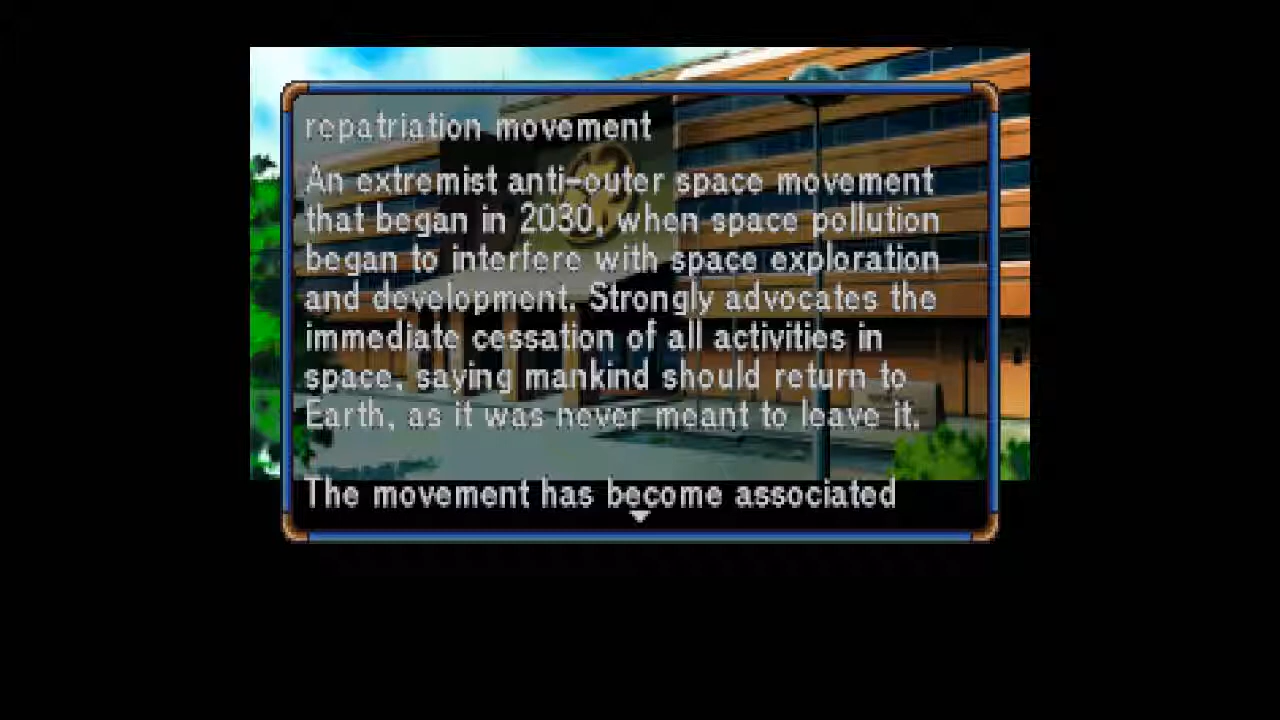 repatriation movement
An extremist anti-outer space movement
that began in 2030, when space pollution
began to interfere with space exploration
and development. Strongly advocates the
immediate cessation of all activities in
space, saying mankind should return to
Earth, as it was never meant to leave it.
The movement has become associated